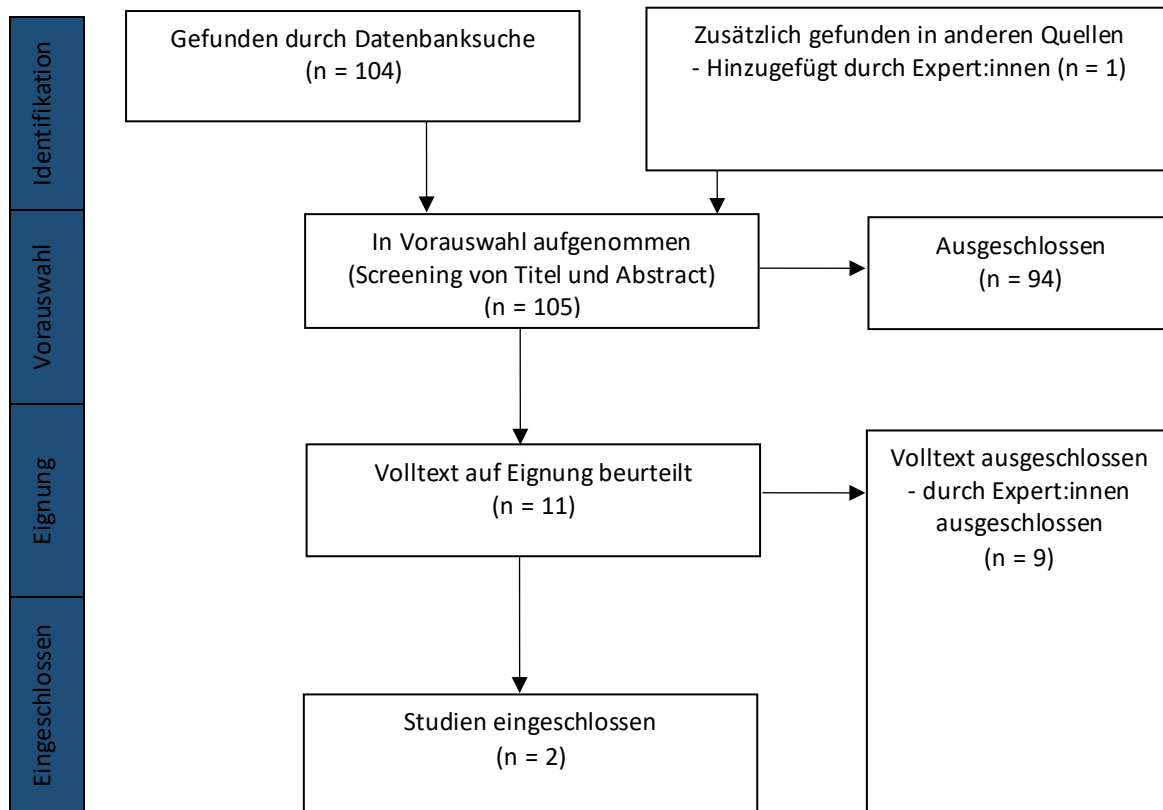 Identifikation
Gefunden durch Datenbanksuche
(n = 104)
Zusätzlich gefunden in anderen Quellen
- Hinzugefügt durch Expert:innen (n = 1)
Vorauswahl
In Vorauswahl aufgenommen
(Screening von Titel und Abstract)
(n = 105)
Ausgeschlossen
(n = 94)
Eignung
Volltext auf Eignung beurteilt
(n = 11)
Volltext ausgeschlossen
- durch Expert:innen
ausgeschlossen
(n = 9)
Eingeschlossen
Studien eingeschlossen
(n = 2)